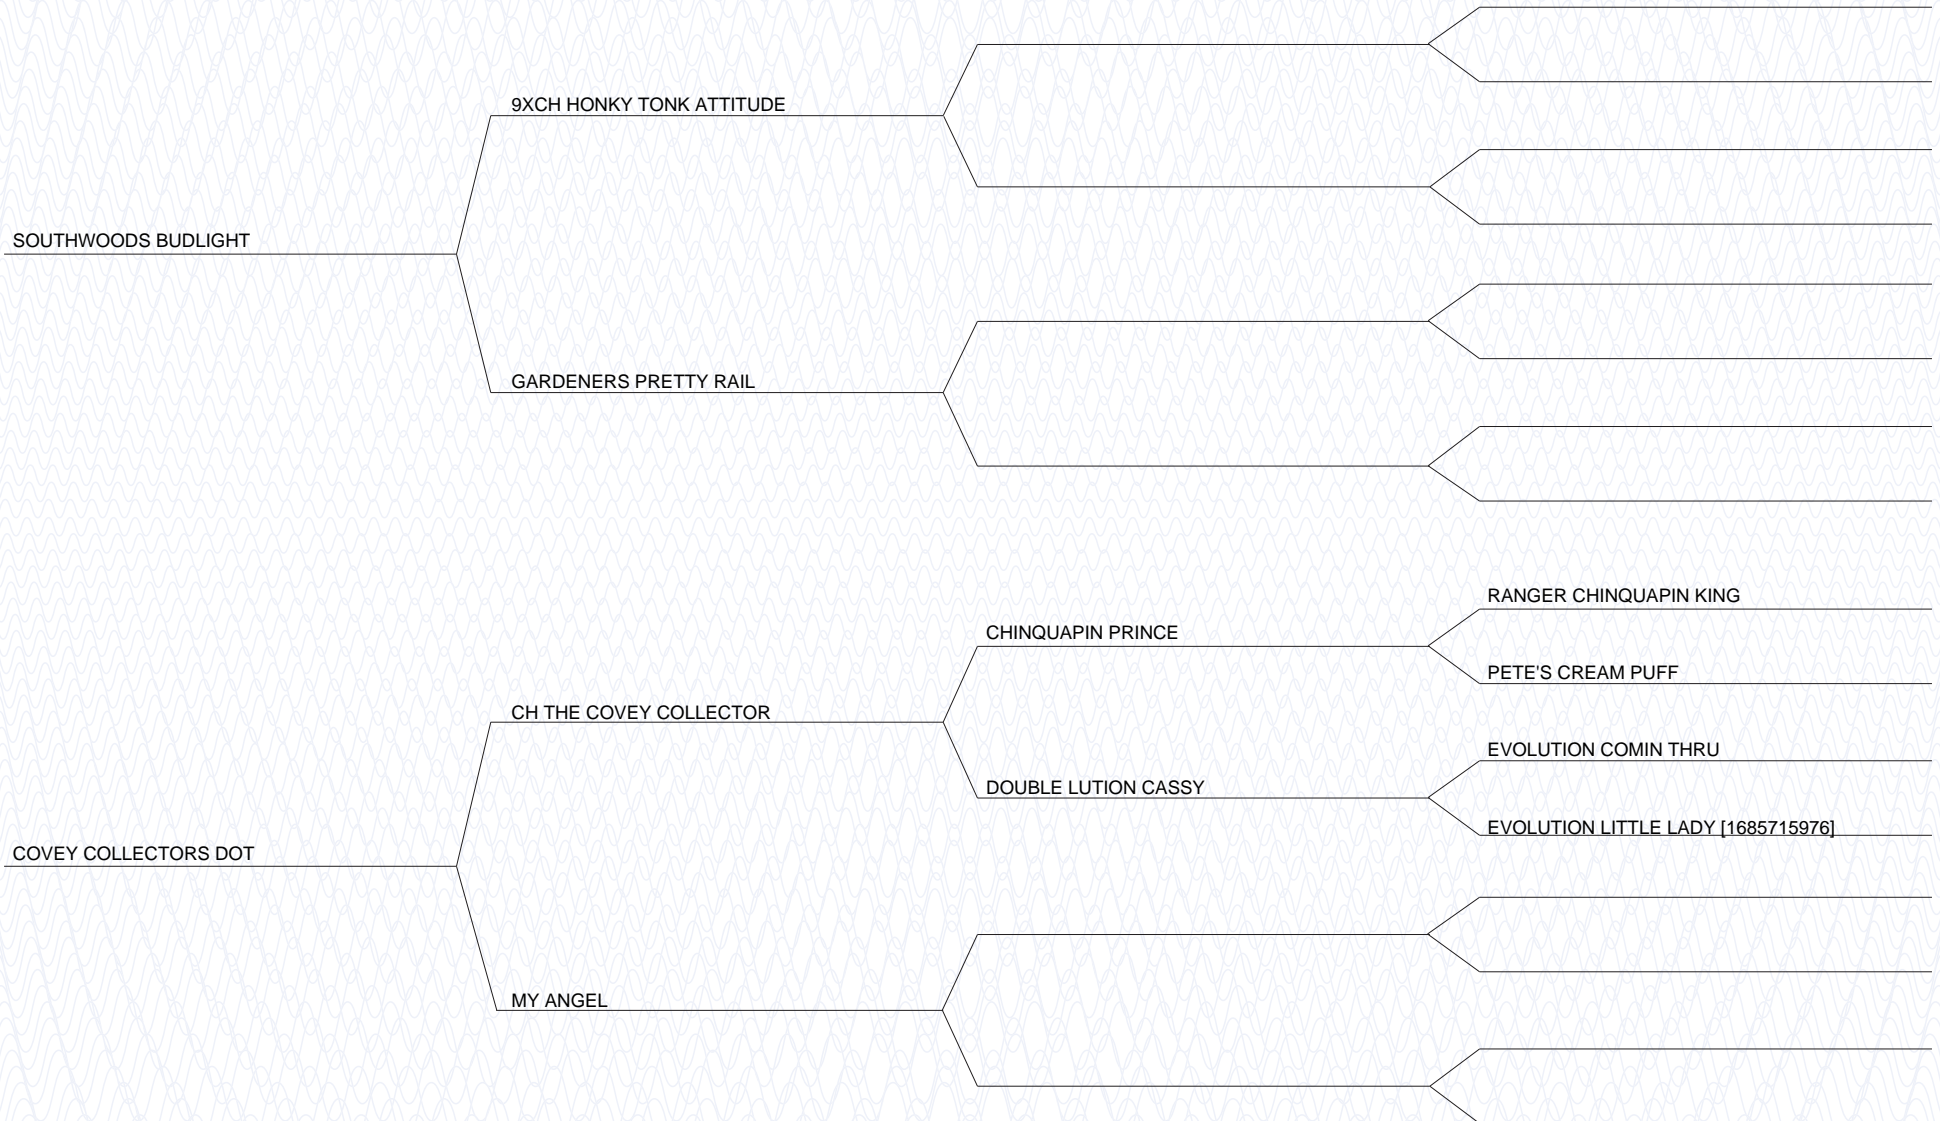 9XCH HONKY TONK ATTITUDE
SOUTHWOODS BUDLIGHT
GARDENERS PRETTY RAIL
RANGER CHINQUAPIN KING
CHINQUAPIN PRINCE
PETE'S CREAM PUFF
CH THE COVEY COLLECTOR
EVOLUTION COMIN THRU
DOUBLE LUTION CASSY
EVOLUTION LITTLE LADY [1685715976]
COVEY COLLECTORS DOT
MY ANGEL